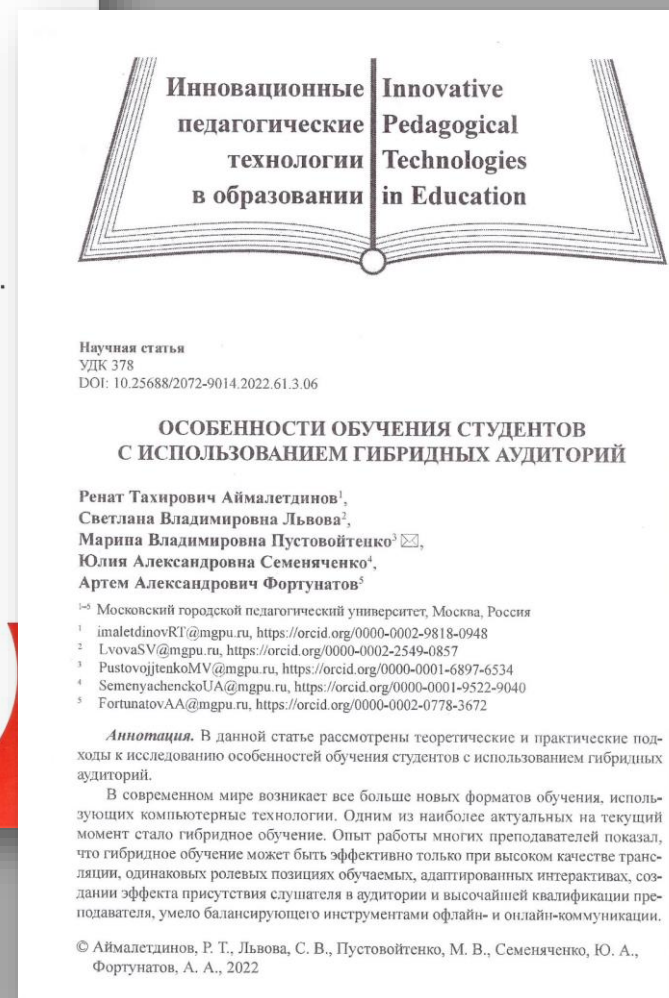 Инновационные
педагогические
технологии
в образовании
Innovative
Pedagogical
Technologies
in Education
Научная статья
УДК 378
DOI: 10.25688/2072-9014.2022.61.3.06
ОСОБЕННОСТИ ОБУЧЕНИЯ СТУДЕНТОВ
С ИСПОЛЬЗОВАНИЕМ ГИБРИДНЫХ АУДИТОРИЙ
Ренат Тахирович Аймалетдинов¹,
Светлана Владимировна Львова²,
Марина Владимировна Пустовойтенко³ ✉,
Юлия Александровна Семеняченко⁴,
Артем Александрович Фортунатов⁵
¹⁻⁵ Московский городской педагогический университет, Москва, Россия
¹ imaletdinovRT@mgpu.ru, https://orcid.org/0000-0002-9818-0948
² LvovaSV@mgpu.ru, https://orcid.org/0000-0002-2549-0857
³ PustovojjtenkoMV@mgpu.ru, https://orcid.org/0000-0001-6897-6534
⁴ SemenyachenckoUA@mgpu.ru, https://orcid.org/0000-0001-9522-9040
⁵ FortunatovAA@mgpu.ru, https://orcid.org/0000-0002-0778-3672
Аннотация. В данной статье рассмотрены теоретические и практические под-
ходы к исследованию особенностей обучения студентов с использованием гибридных
аудиторий.
В современном мире возникает все больше новых форматов обучения, исполь-
зующих компьютерные технологии. Одним из наиболее актуальных на текущий
момент стало гибридное обучение. Опыт работы многих преподавателей показал,
что гибридное обучение может быть эффективно только при высоком качестве транс-
ляции, одинаковых ролевых позициях обучаемых, адаптированных интерактивах, соз-
дании эффекта присутствия слушателя в аудитории и высочайшей квалификации пре-
подавателя, умело балансирующего инструментами офлайн- и онлайн-коммуникации.
© Аймалетдинов, Р. Т., Львова, С. В., Пустовойтенко, М. В., Семеняченко, Ю. А.,
Фортунатов, А. А., 2022